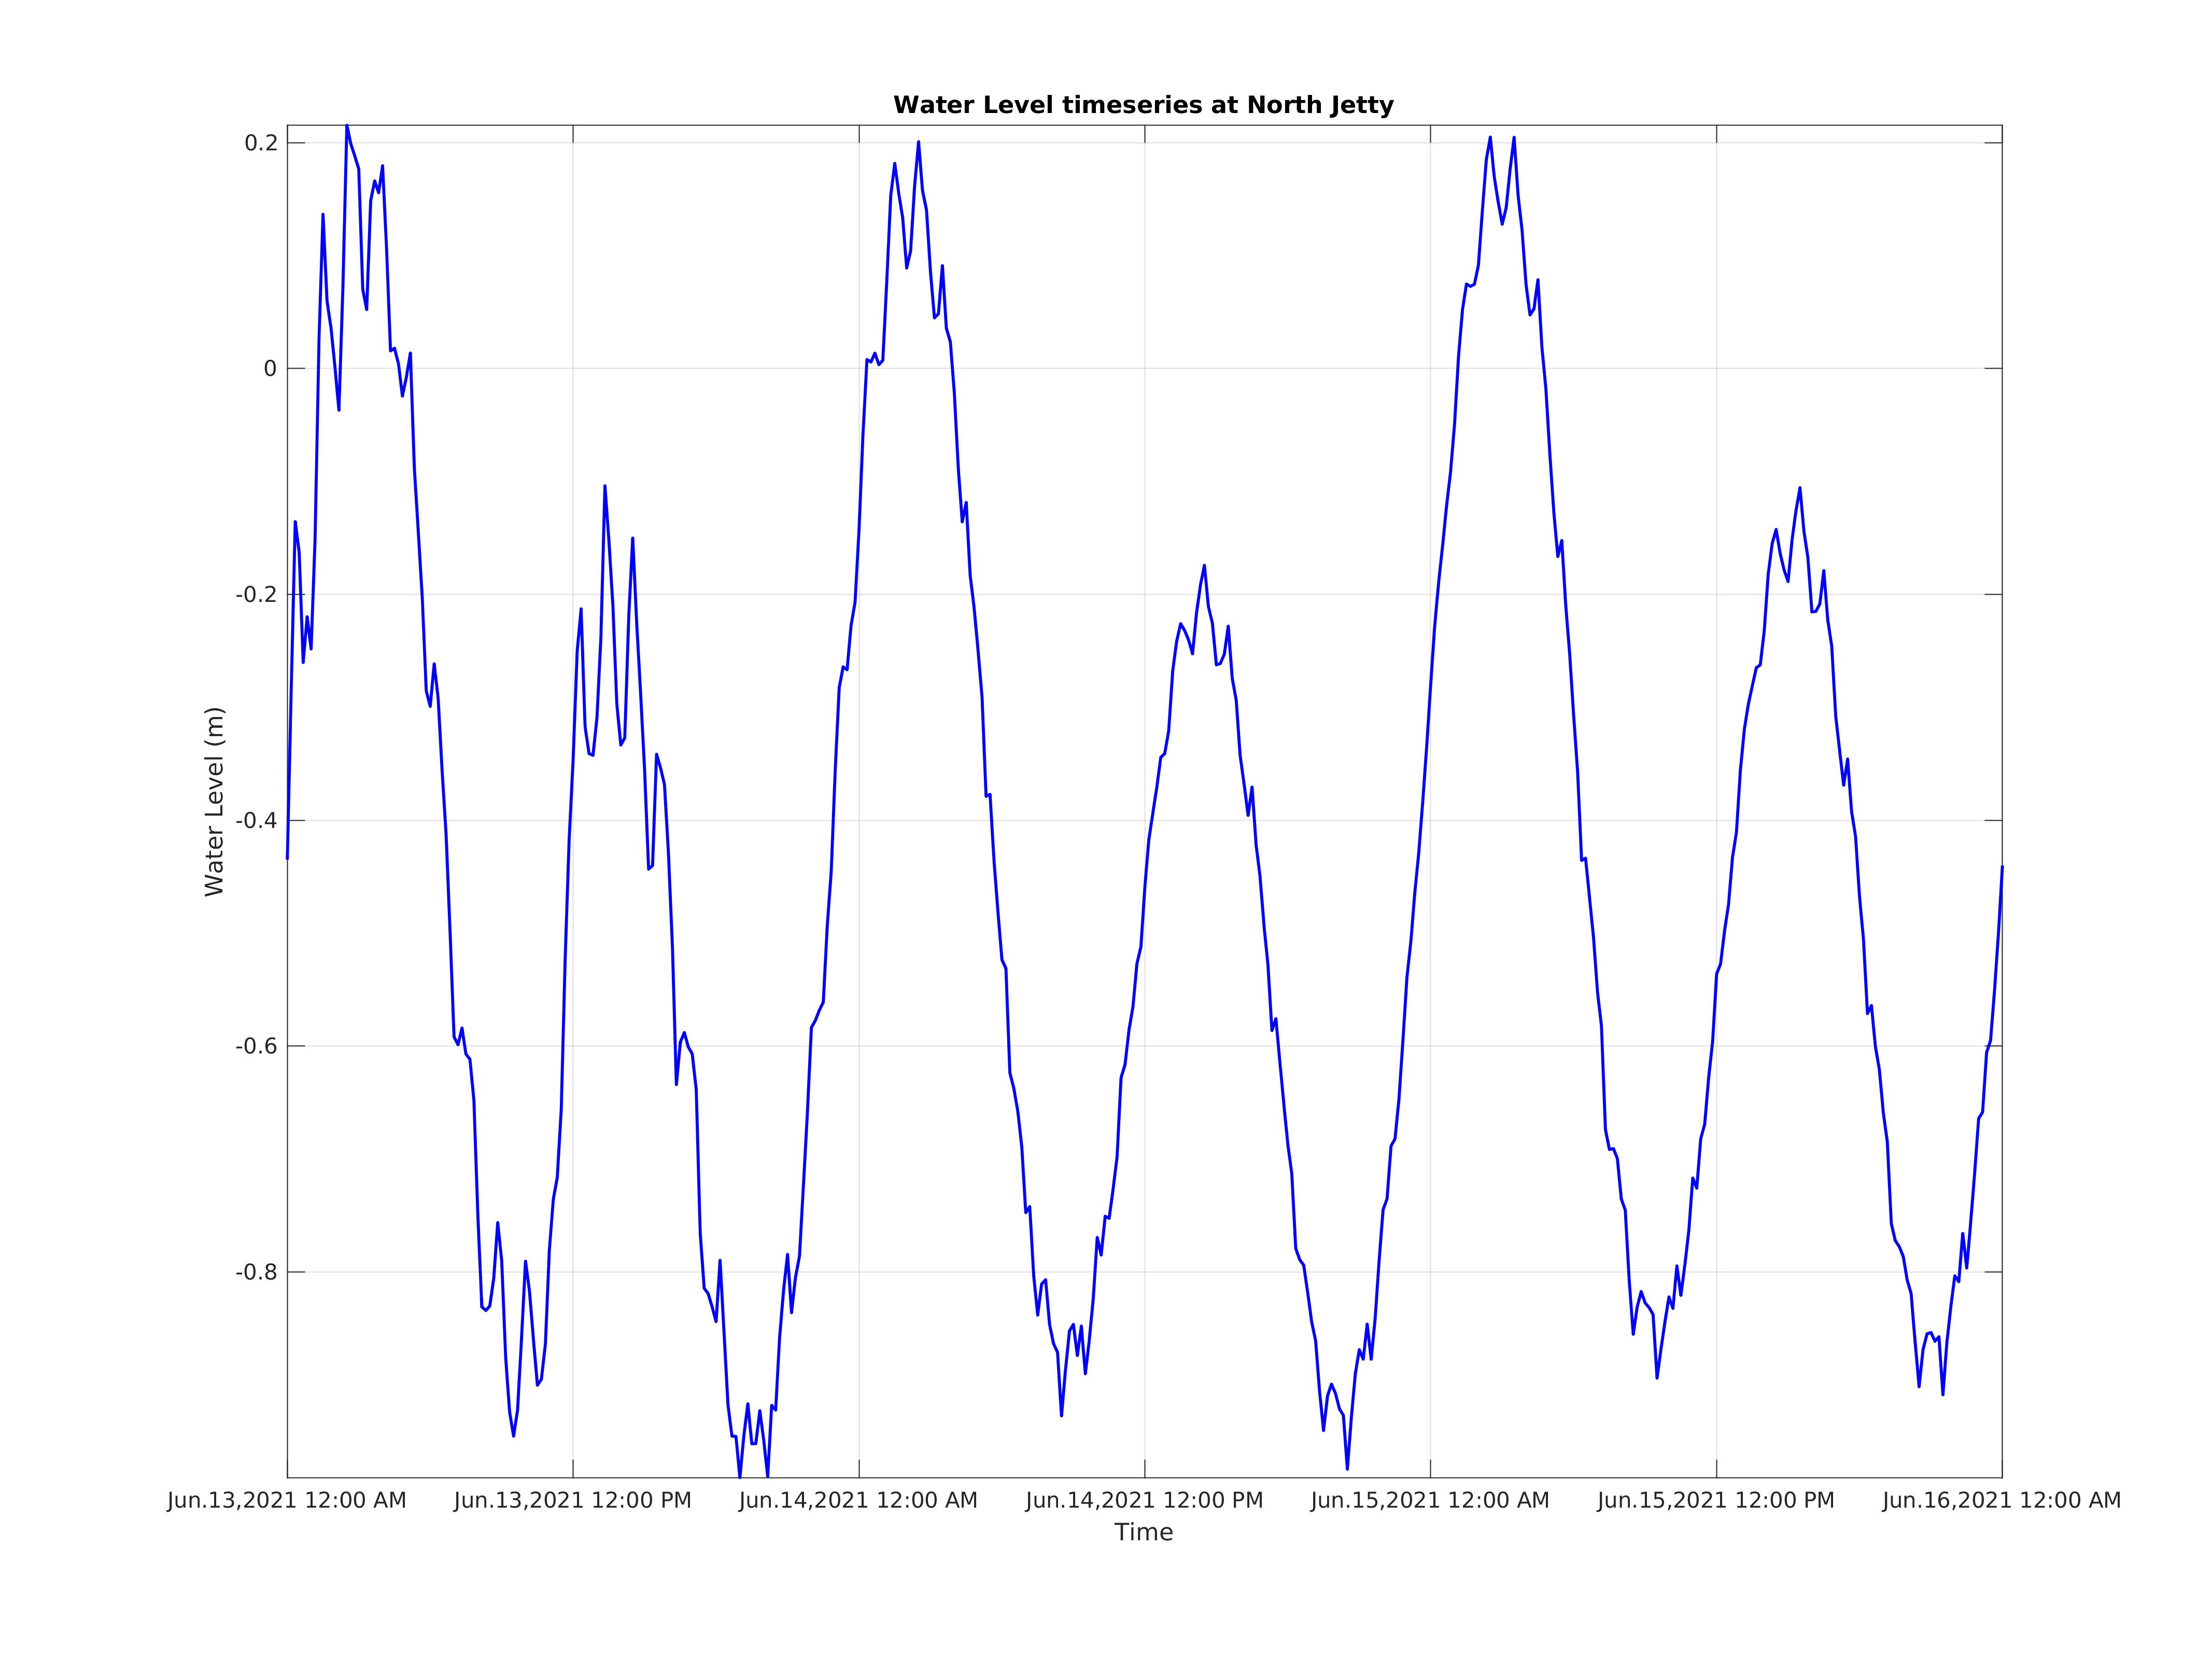 Water Level timeseries at North Jetty
0.2
0
-0.2
-0.4
-0.6
-0.8
Water Level (m)
Jun.13,2021 12:00 AM
Jun.13,2021 12:00 PM
Jun.14,2021 12:00 AM
Jun.14,2021 12:00 PM
Jun.15,2021 12:00 AM
Jun.15,2021 12:00 PM
Jun.16,2021 12:00 AM
Time